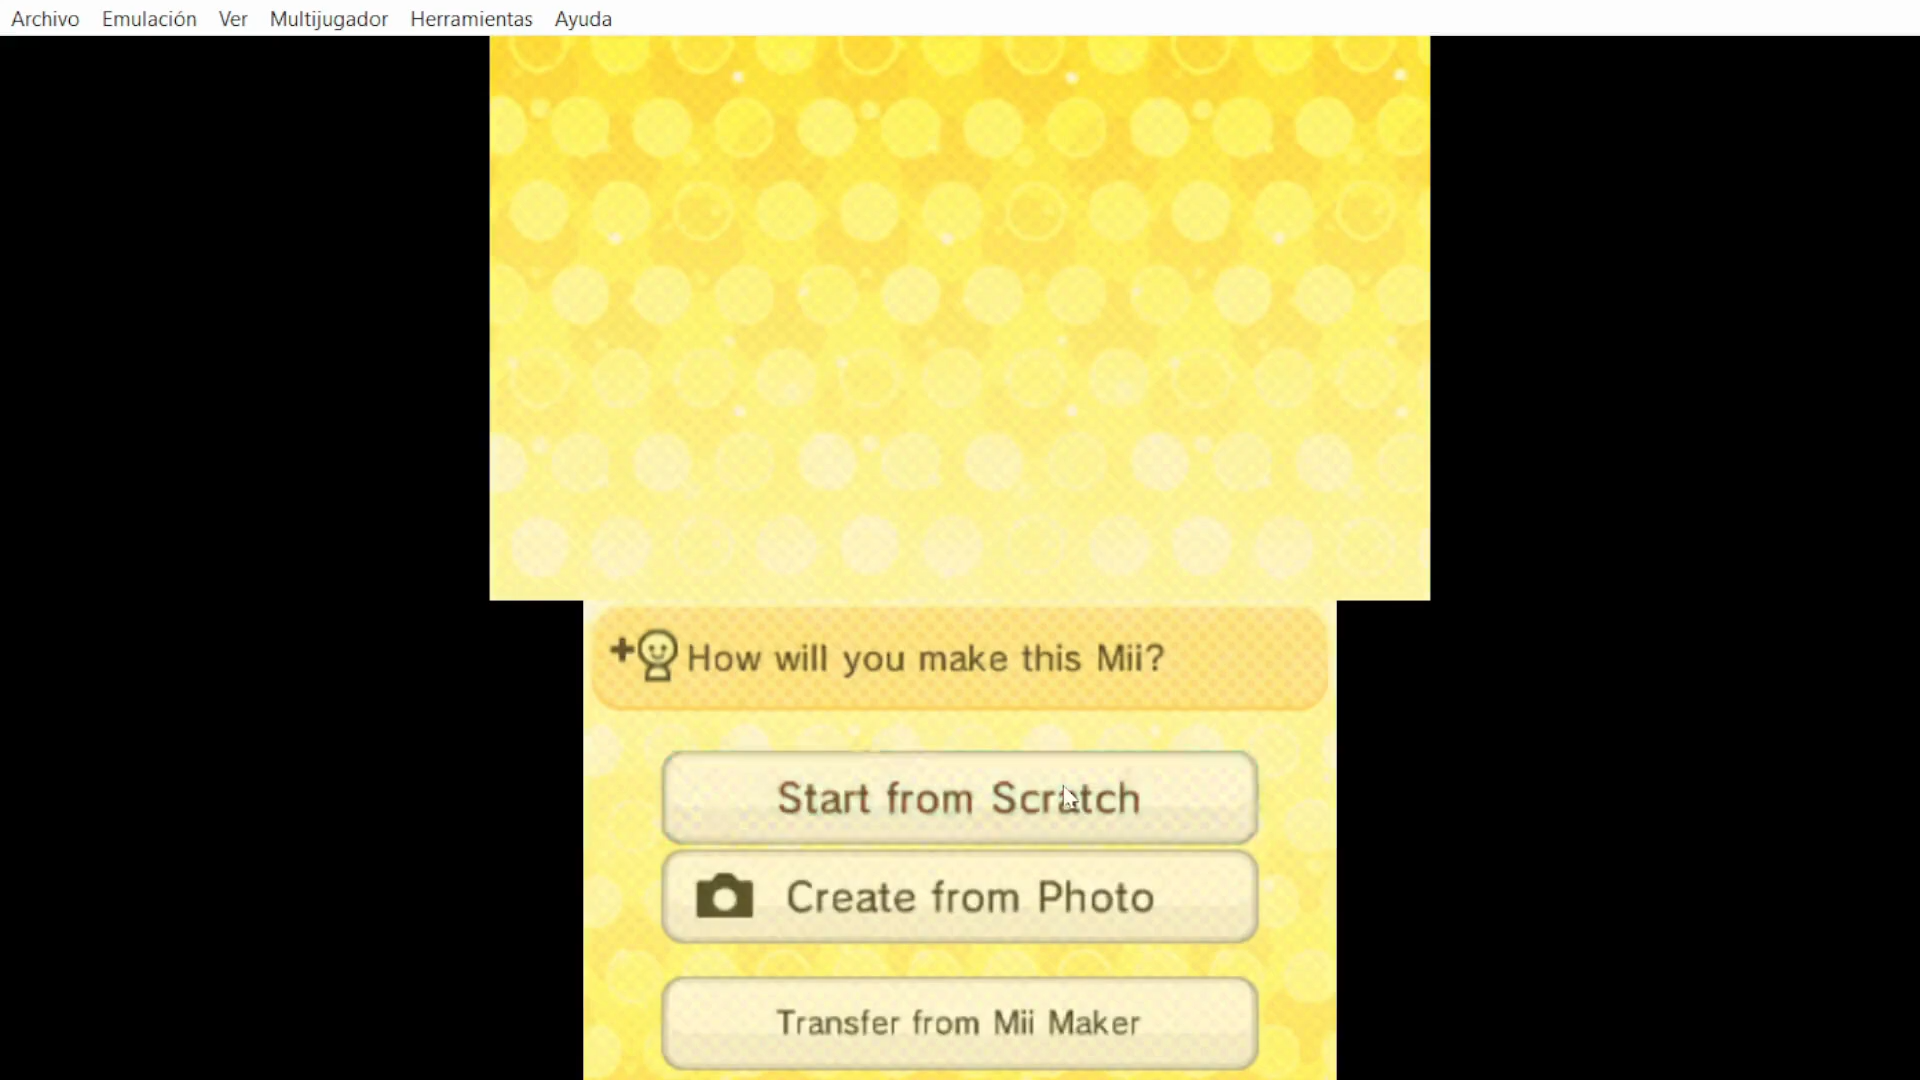 Archivo Emulación Ver Multijugador Herramientas Ayuda
How will you make this Mii?
Start from Scratch
Create from Photo
Transfer from Mii Maker